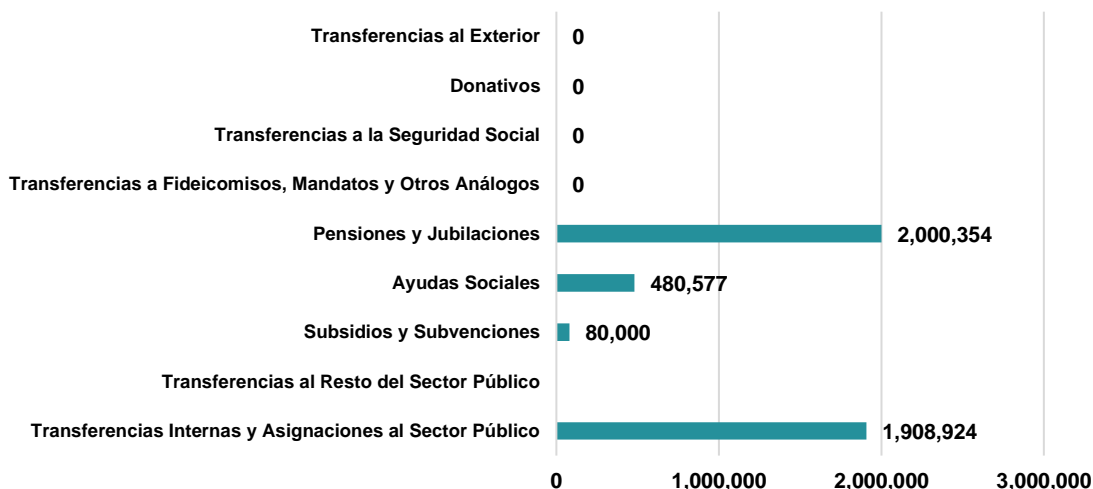 Transferencias al Exterior 0
Donativos 0
Transferencias a la Seguridad Social 0
Transferencias a Fideicomisos, Mandatos y Otros Análogos 0
Pensiones y Jubilaciones 2,000,354
Ayudas Sociales 480,577
Subsidios y Subvenciones 80,000
Transferencias al Resto del Sector Público
Transferencias Internas y Asignaciones al Sector Público 1,908,924
0 1,000,000 2,000,000 3,000,000